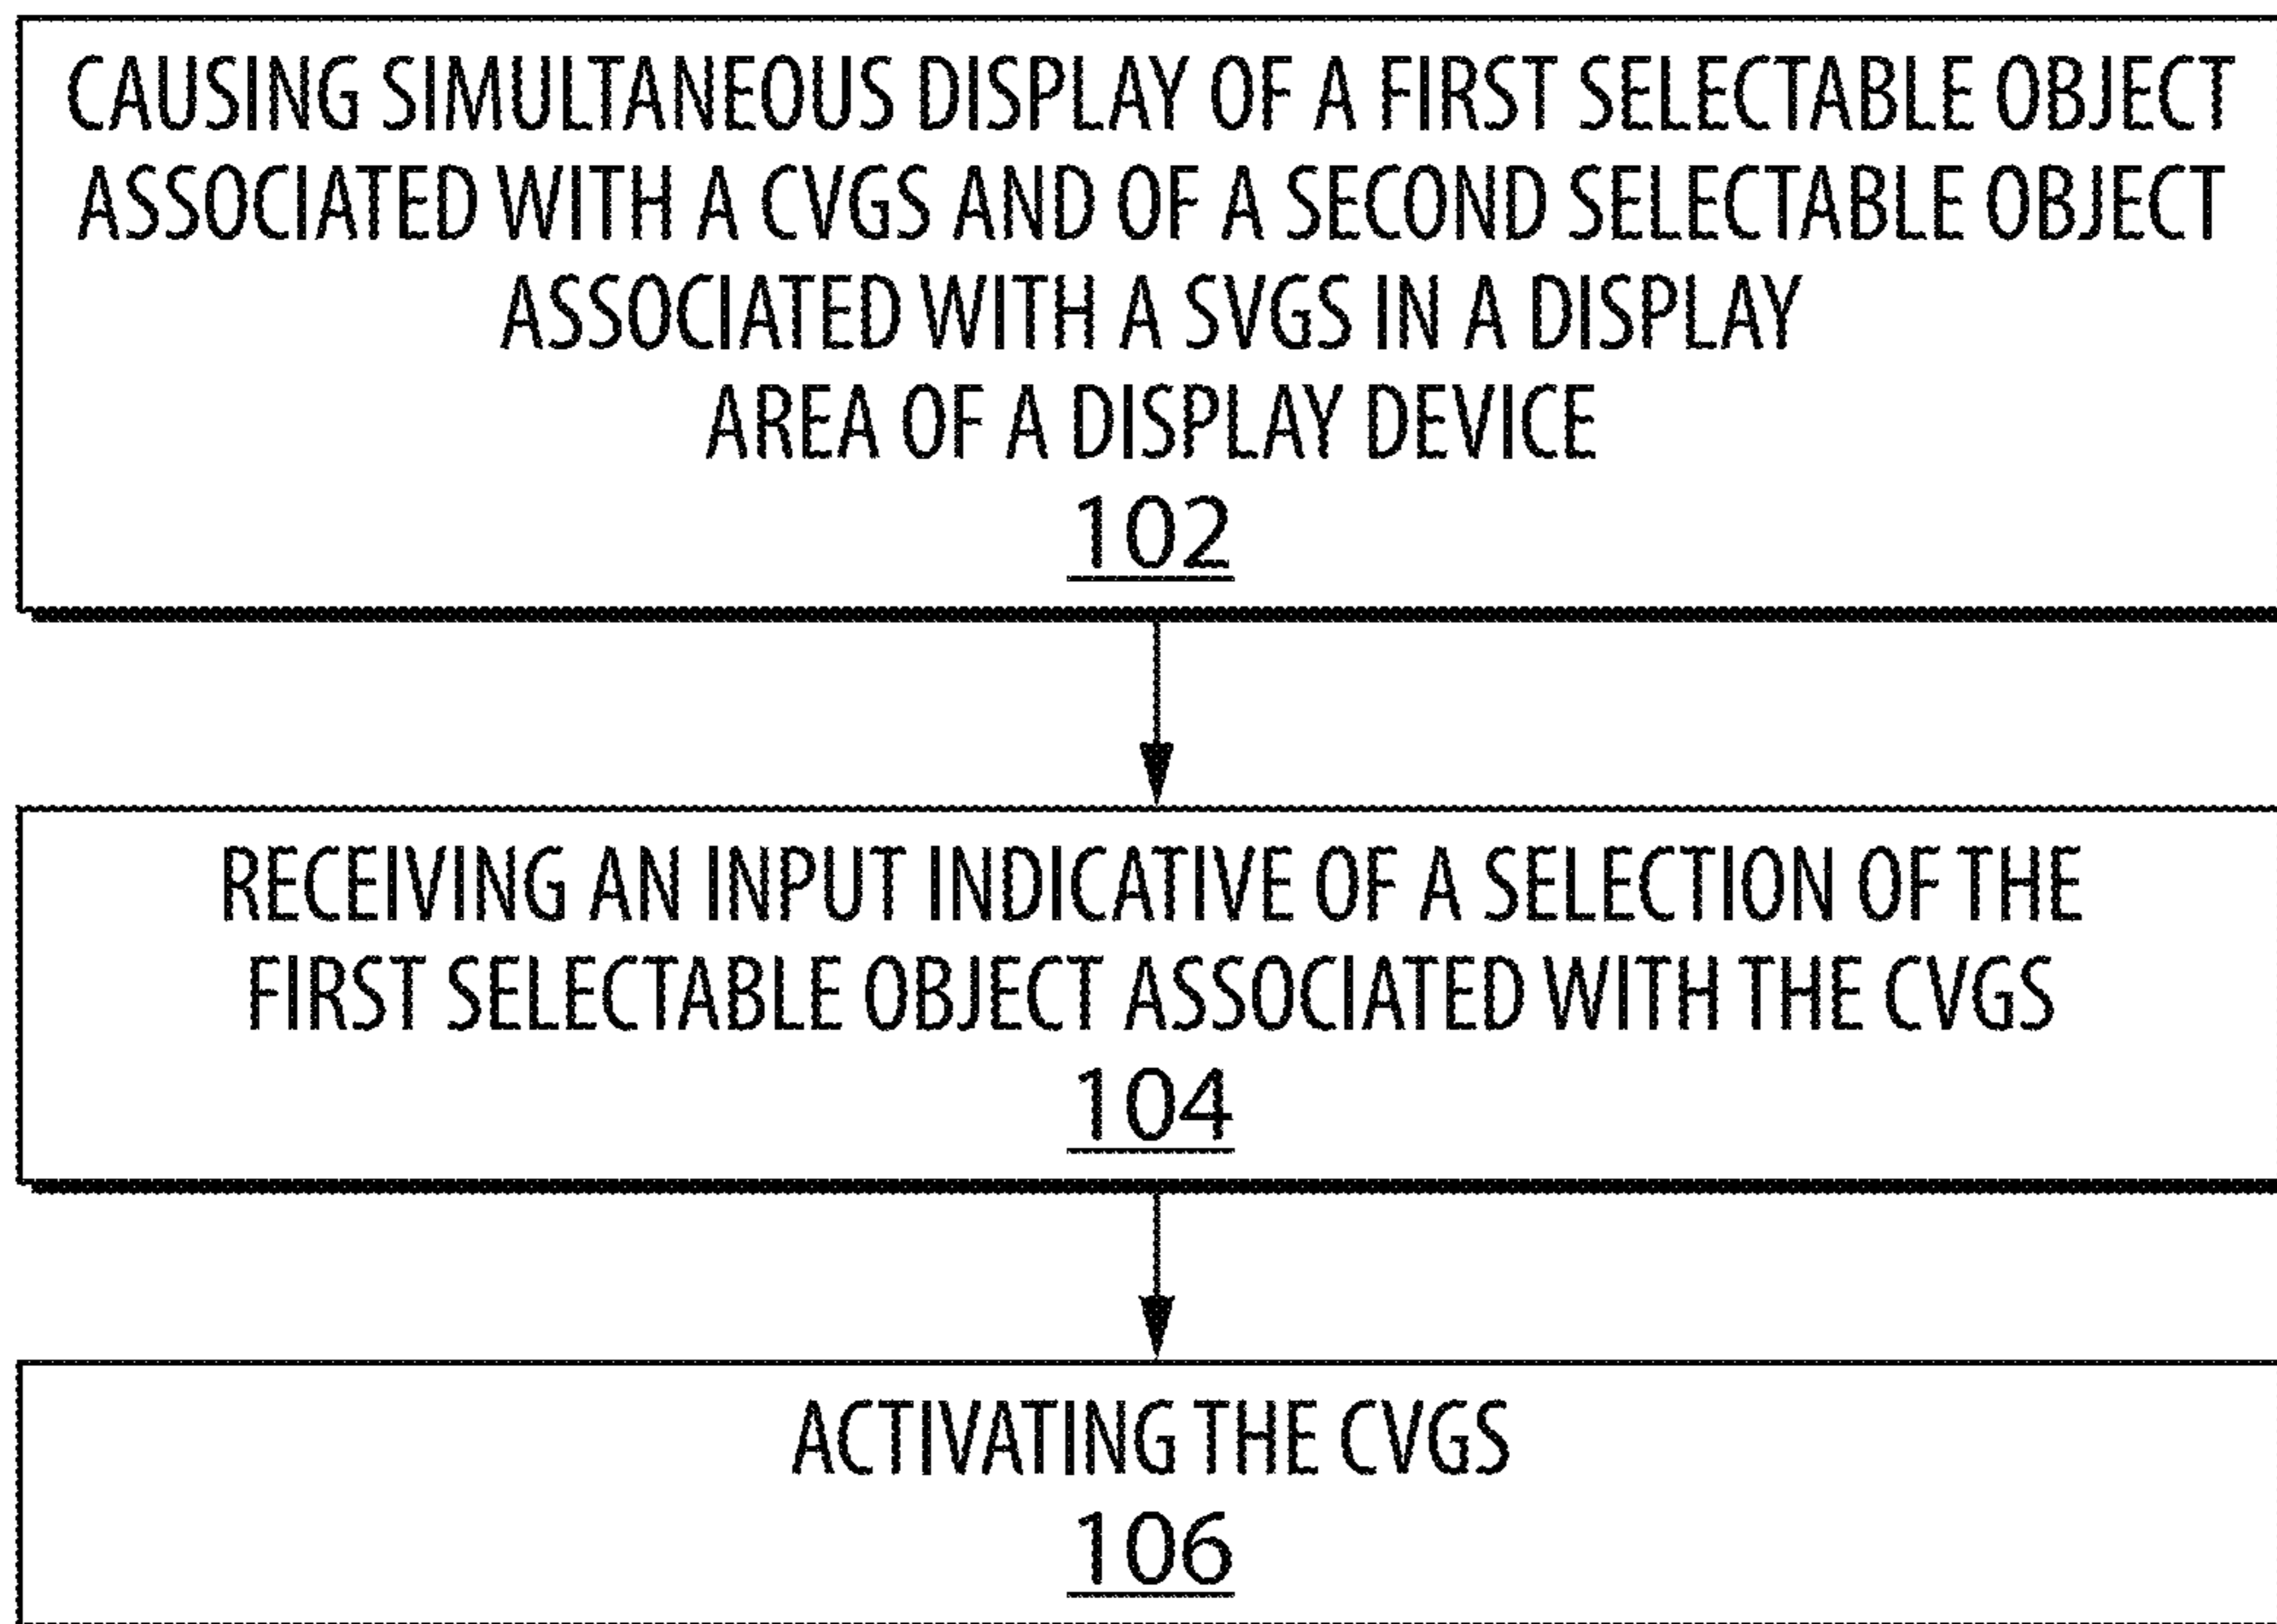 CAUSING SIMULTANEOUS DISPLAY OF A FIRST SELECTABLE OBJECT
ASSOCIATED WITH A CVGS AND OF A SECOND SELECTABLE OBJECT
ASSOCIATED WITH A SVGS IN A DISPLAY
AREA OF A DISPLAY DEVICE
102
RECEIVING AN INPUT INDICATIVE OF A SELECTION OF THE
FIRST SELECTABLE OBJECT ASSOCIATED WITH THE CVGS
104
ACTIVATING THE CVGS
106